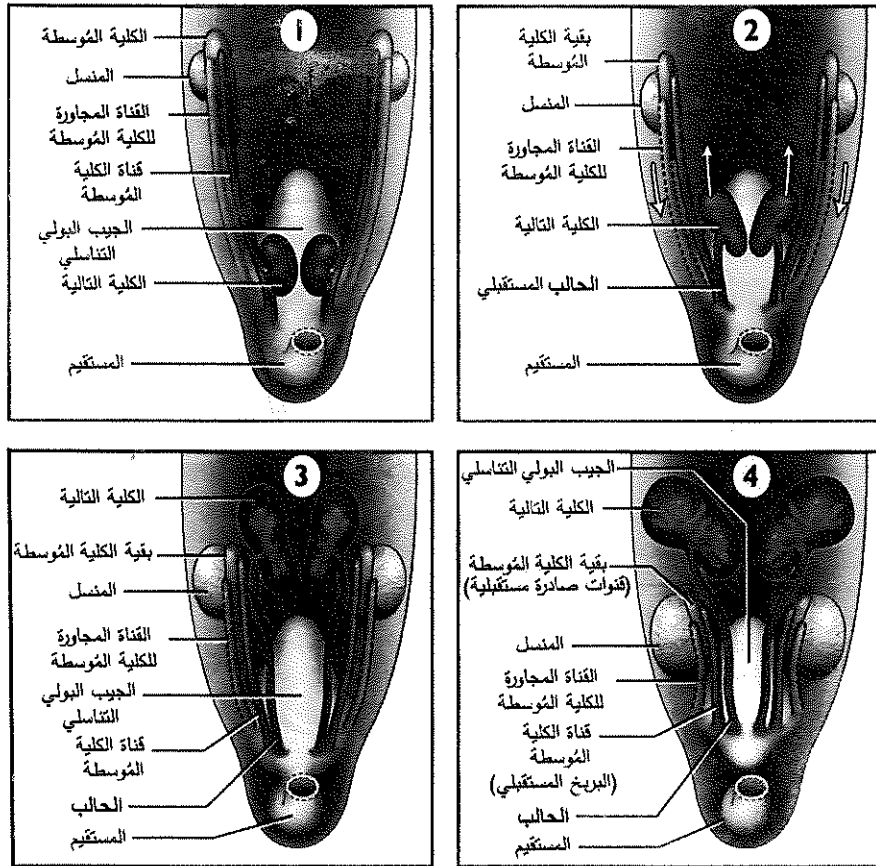 1
الكلية المُوسطة
المنسل
القناة المجاورة
للكلية المُوسطة
قناة الكلية
المُوسطة
الجيب البولي
التناسلي
الكلية التالية
المستقيم
2
بقية الكلية
المُوسطة
المنسل
القناة المجاورة
للكلية المُوسطة
الكلية التالية
الحالب المستقبلي
المستقيم
3
الكلية التالية
بقية الكلية المُوسطة
المنسل
القناة المجاورة
للكلية المُوسطة
الجيب البولي
التناسلي
قناة الكلية
المُوسطة
الحالب
المستقيم
4
الجيب البولي التناسلي
الكلية التالية
بقية الكلية المُوسطة
(قنوات صادرة مستقبلية)
المنسل
القناة المجاورة
للكلية المُوسطة
قناة الكلية
المُوسطة
(البربخ المستقبلي)
الحالب
المستقيم